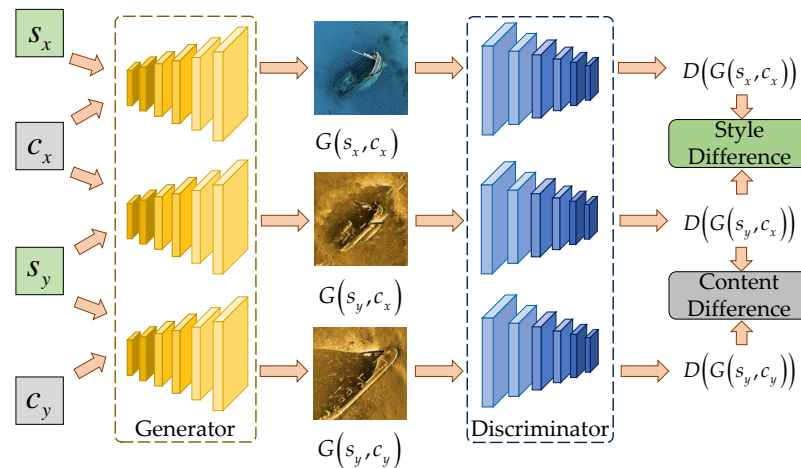 s_x
c_x
s_y
c_y
Generator
G(s_x, c_x)
G(s_y, c_x)
G(s_y, c_y)
Discriminator
D(G(s_x, c_x))
Style
Difference
D(G(s_y, c_x))
Content
Difference
D(G(s_y, c_y))